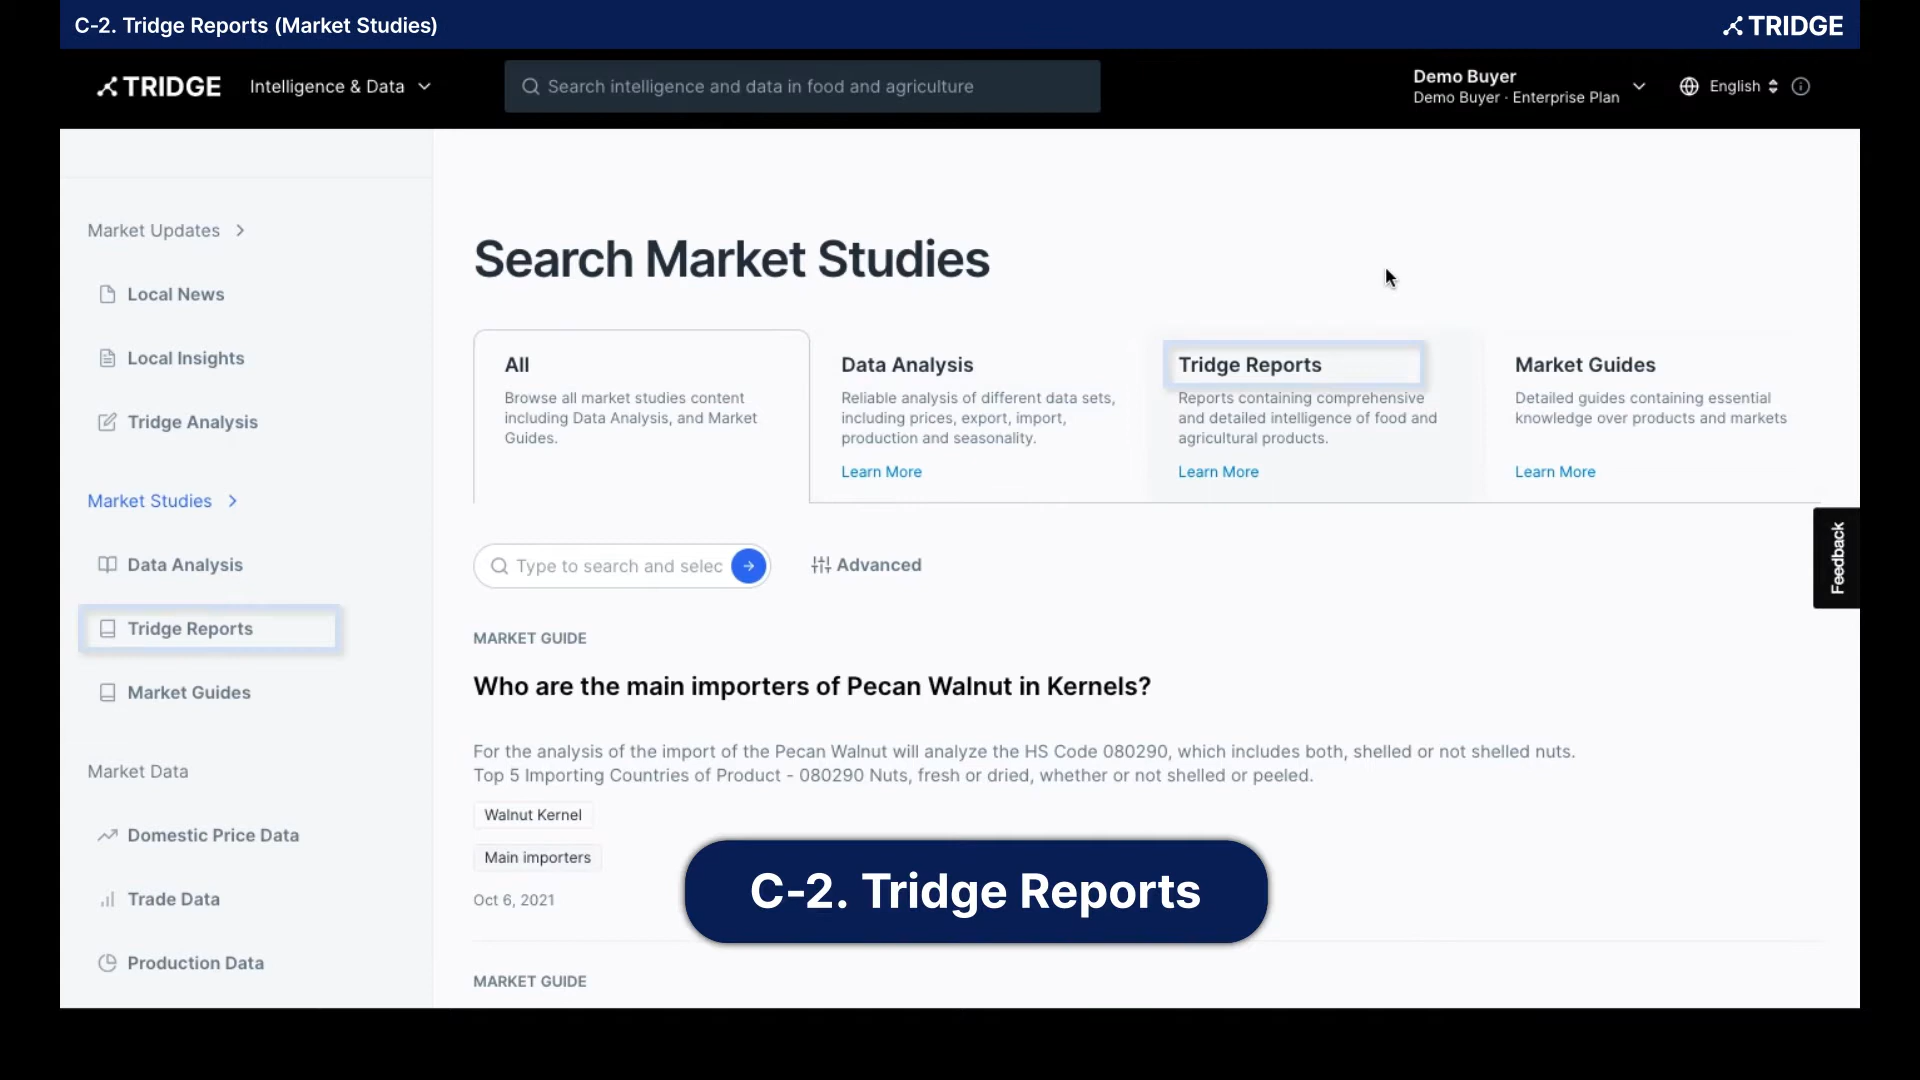 C-2. Tridge Reports (Market Studies)
TRIDGE
TRIDGE
Intelligence & Data
Search intelligence and data in food and agriculture
Demo Buyer
Demo Buyer · Enterprise Plan
English
Market Updates
Local News
Local Insights
Tridge Analysis
Market Studies
Data Analysis
Tridge Reports
Market Guides
Market Data
Domestic Price Data
Trade Data
Production Data
Search Market Studies
All
Browse all market studies content
including Data Analysis, and Market
Guides.
Data Analysis
Reliable analysis of different data sets,
including prices, export, import,
production and seasonality.
Learn More
Tridge Reports
Reports containing comprehensive
and detailed intelligence of food and
agricultural products.
Learn More
Market Guides
Detailed guides containing essential
knowledge over products and markets
Learn More
Type to search and selec
Advanced
Feedback
MARKET GUIDE
Who are the main importers of Pecan Walnut in Kernels?
For the analysis of the import of the Pecan Walnut will analyze the HS Code 080290, which includes both, shelled or not shelled nuts.
Top 5 Importing Countries of Product - 080290 Nuts, fresh or dried, whether or not shelled or peeled.
Walnut Kernel
Main importers
Oct 6, 2021
C-2. Tridge Reports
MARKET GUIDE